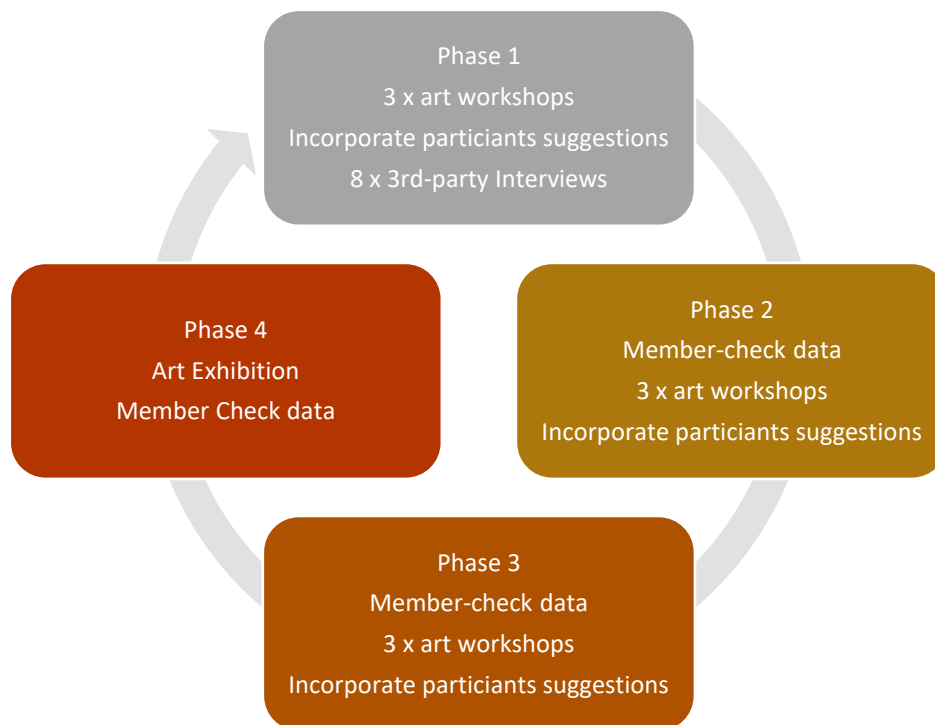 Phase 1
3 x art workshops
Incorporate particiants suggestions
8 x 3rd-party Interviews
Phase 2
Member-check data
3 x art workshops
Incorporate particiants suggestions
Phase 3
Member-check data
3 x art workshops
Incorporate particiants suggestions
Phase 4
Art Exhibition
Member Check data